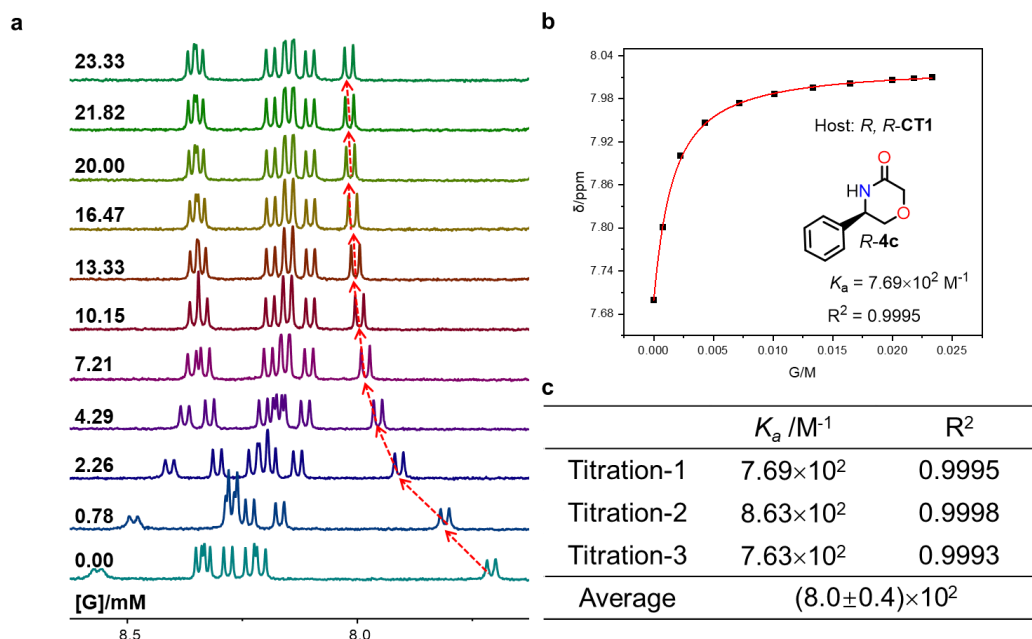 a
23.33
21.82
20.00
16.47
13.33
10.15
7.21
4.29
2.26
0.78
0.00
[G]/mM
8.5
8.0
b
8.04
7.98
7.92
7.86
7.80
7.74
7.68
δ/ppm
0.000
0.005
0.010
0.015
0.020
0.025
G/M
Host: R, R-CT1
O
HN
O
R-4c
Kₐ = 7.69×10² M⁻¹
R² = 0.9995
c
Kₐ /M⁻¹ R²
Titration-1 7.69×10² 0.9995
Titration-2 8.63×10² 0.9998
Titration-3 7.63×10² 0.9993
Average (8.0±0.4)×10²